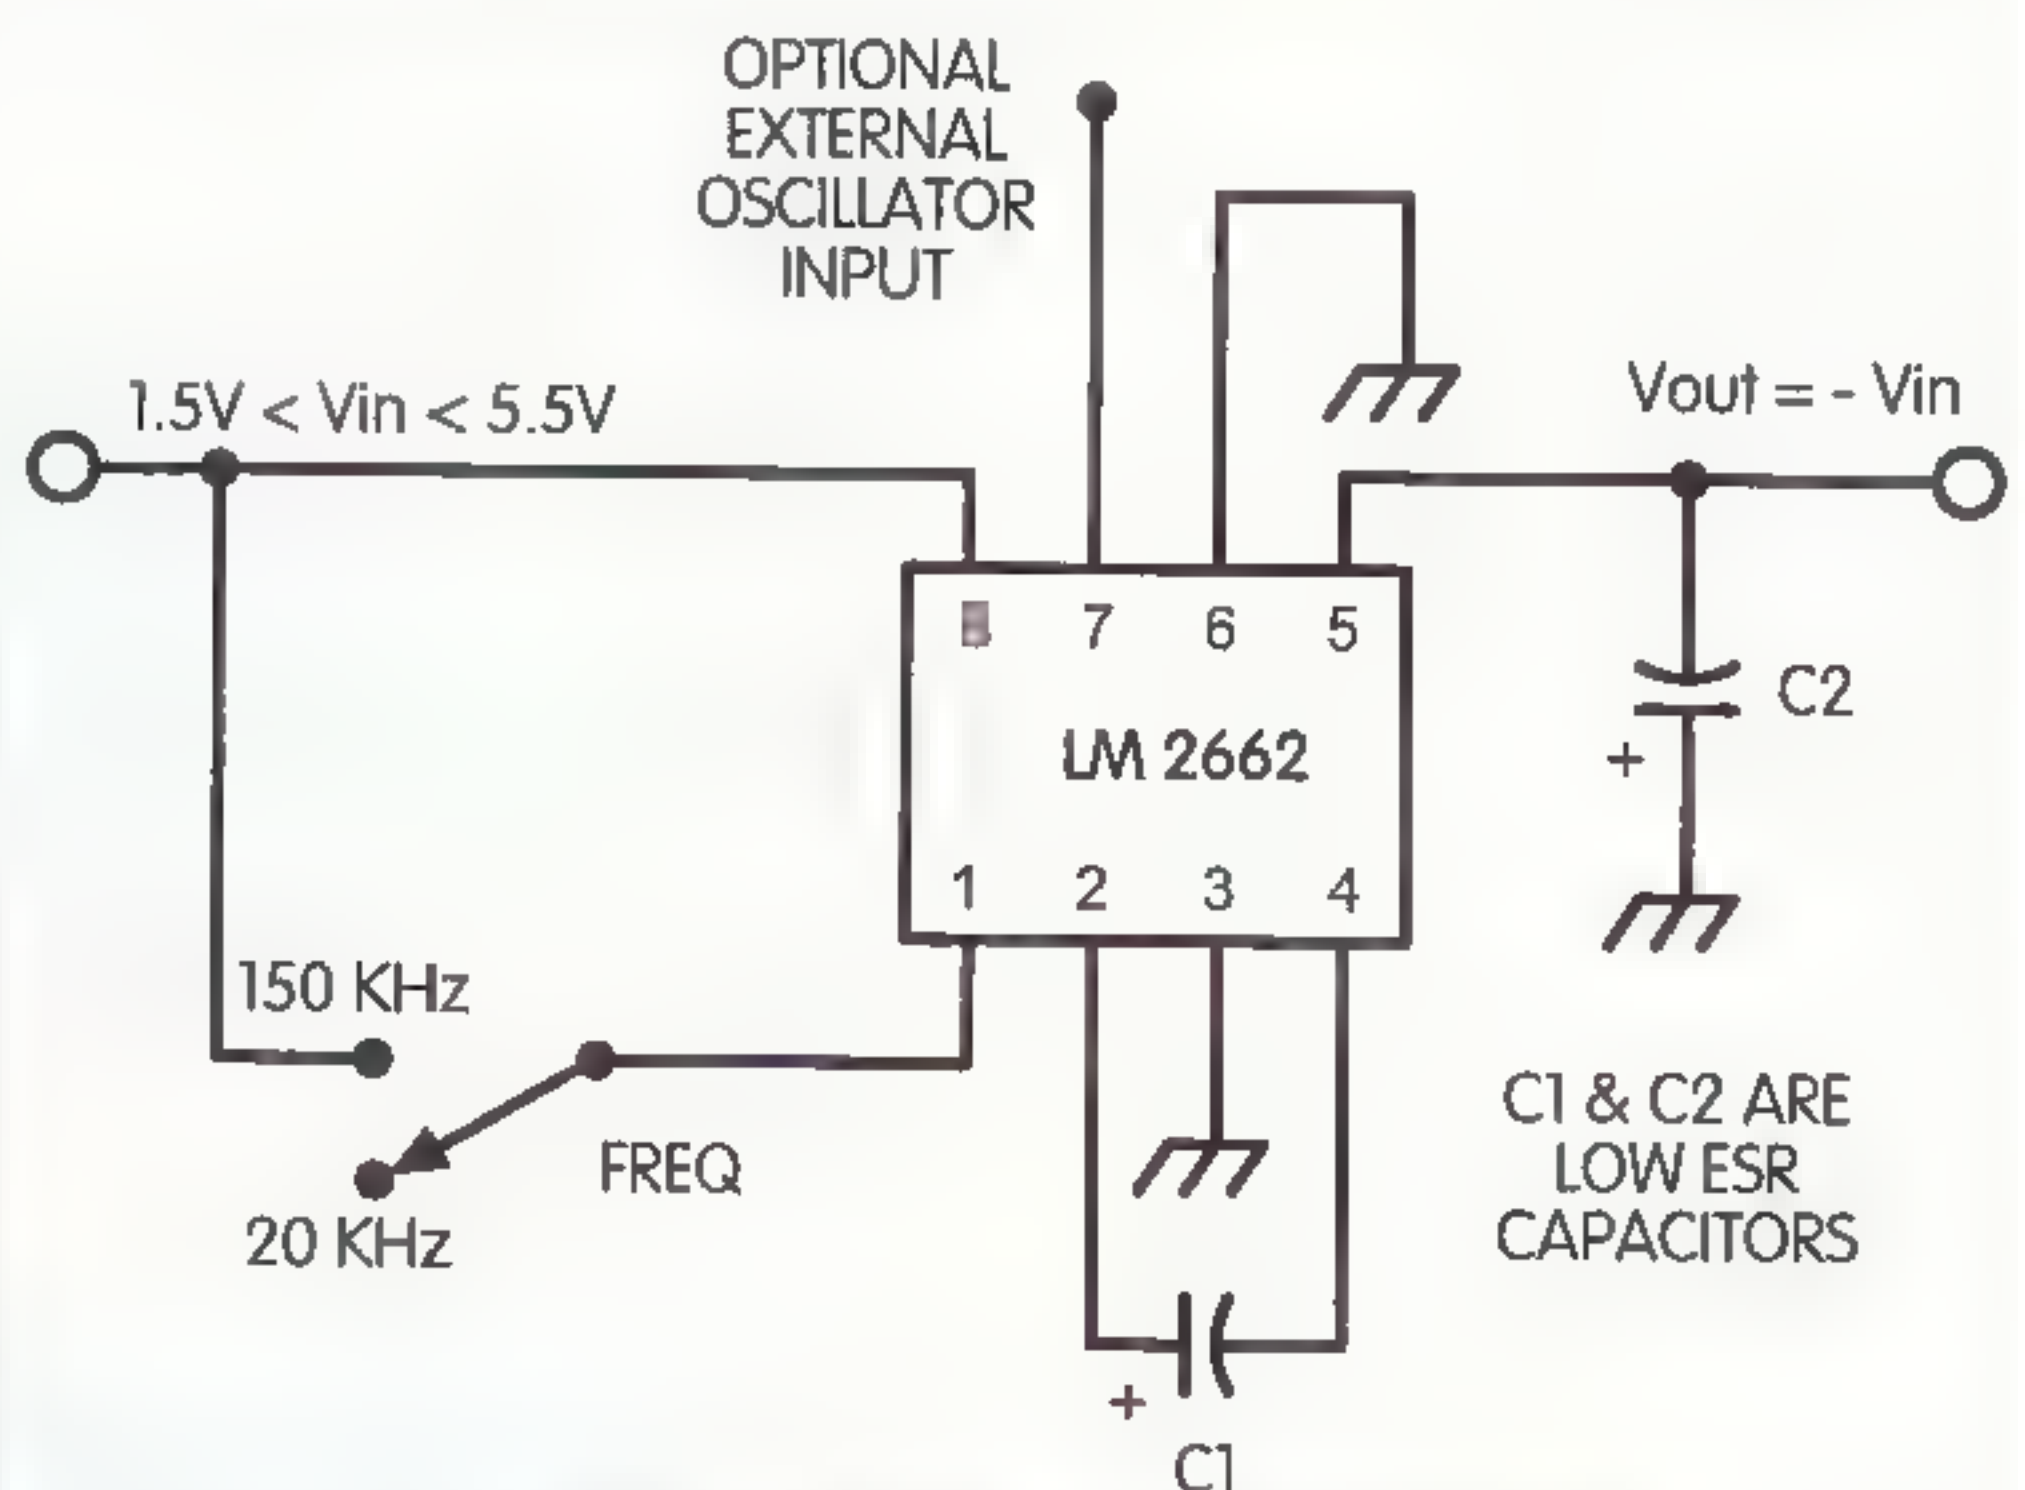 OPTIONAL
EXTERNAL
OSCILLATOR
INPUT
1.5V < Vin < 5.5V
Vout = - Vin
7 6 5
LM 2662
C2
+
1 2 3 4
150 KHz
FREQ
20 KHz
C1 & C2 ARE
LOW ESR
CAPACITORS
+
C1